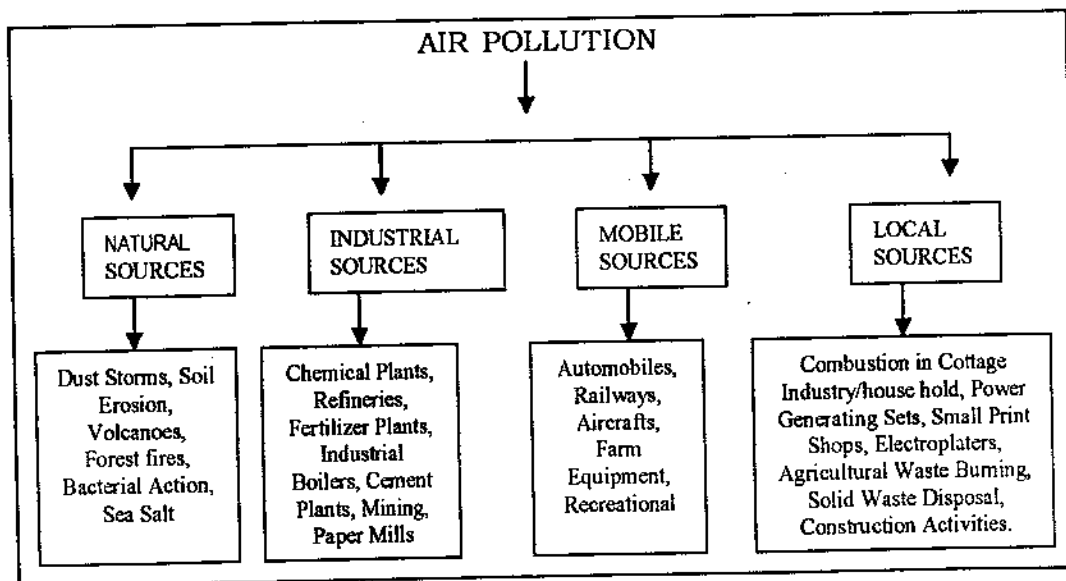 AIR POLLUTION
NATURAL
SOURCES
INDUSTRIAL
SOURCES
MOBILE
SOURCES
LOCAL
SOURCES
Dust Storms, Soil
Erosion,
Volcanoes,
Forest fires,
Bacterial Action,
Sea Salt
Chemical Plants,
Refineries,
Fertilizer Plants,
Industrial
Boilers, Cement
Plants, Mining,
Paper Mills
Automobiles,
Railways,
Aircrafts,
Farm
Equipment,
Recreational
Combustion in Cottage
Industry/house hold, Power
Generating Sets, Small Print
Shops, Electroplaters,
Agricultural Waste Burning,
Solid Waste Disposal,
Construction Activities.